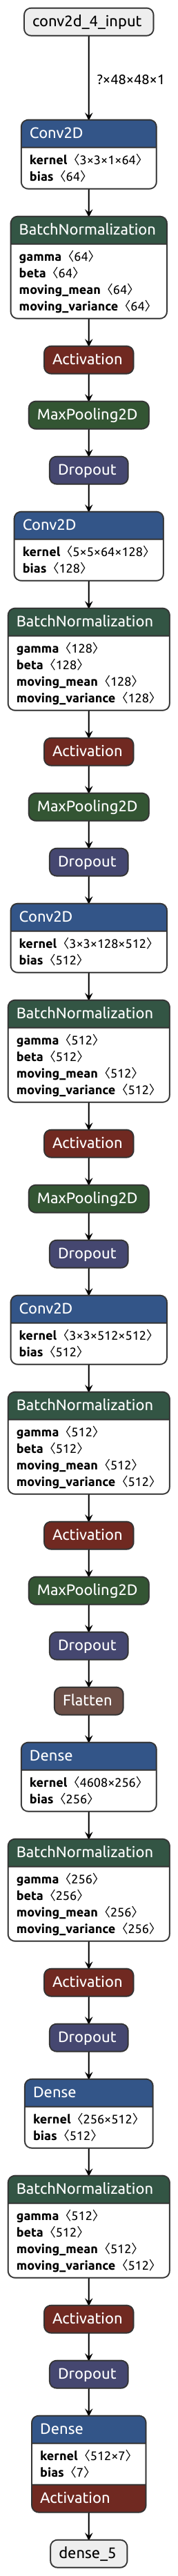 conv2d_4_input
?×48×48×1
Conv2D
kernel〈3×3×1×64〉
bias〈64〉
BatchNormalization
gamma〈64〉
beta〈64〉
moving_mean〈64〉
moving_variance〈64〉
Activation
MaxPooling2D
Dropout
Conv2D
kernel〈5×5×64×128〉
bias〈128〉
BatchNormalization
gamma〈128〉
beta〈128〉
moving_mean〈128〉
moving_variance〈128〉
Activation
MaxPooling2D
Dropout
Conv2D
kernel〈3×3×128×512〉
bias〈512〉
BatchNormalization
gamma〈512〉
beta〈512〉
moving_mean〈512〉
moving_variance〈512〉
Activation
MaxPooling2D
Dropout
Conv2D
kernel〈3×3×512×512〉
bias〈512〉
BatchNormalization
gamma〈512〉
beta〈512〉
moving_mean〈512〉
moving_variance〈512〉
Activation
MaxPooling2D
Dropout
Flatten
Dense
kernel〈4608×256〉
bias〈256〉
BatchNormalization
gamma〈256〉
beta〈256〉
moving_mean〈256〉
moving_variance〈256〉
Activation
Dropout
Dense
kernel〈256×512〉
bias〈512〉
BatchNormalization
gamma〈512〉
beta〈512〉
moving_mean〈512〉
moving_variance〈512〉
Activation
Dropout
Dense
kernel〈512×7〉
bias〈7〉
Activation
dense_5